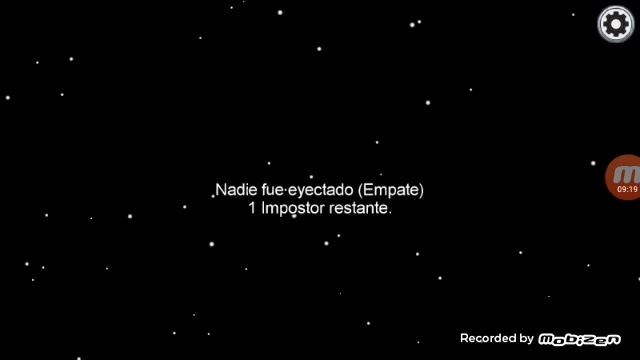 Nadie fue eyectado (Empate)
1 Impostor restante.
09:19
Recorded by Mobizen